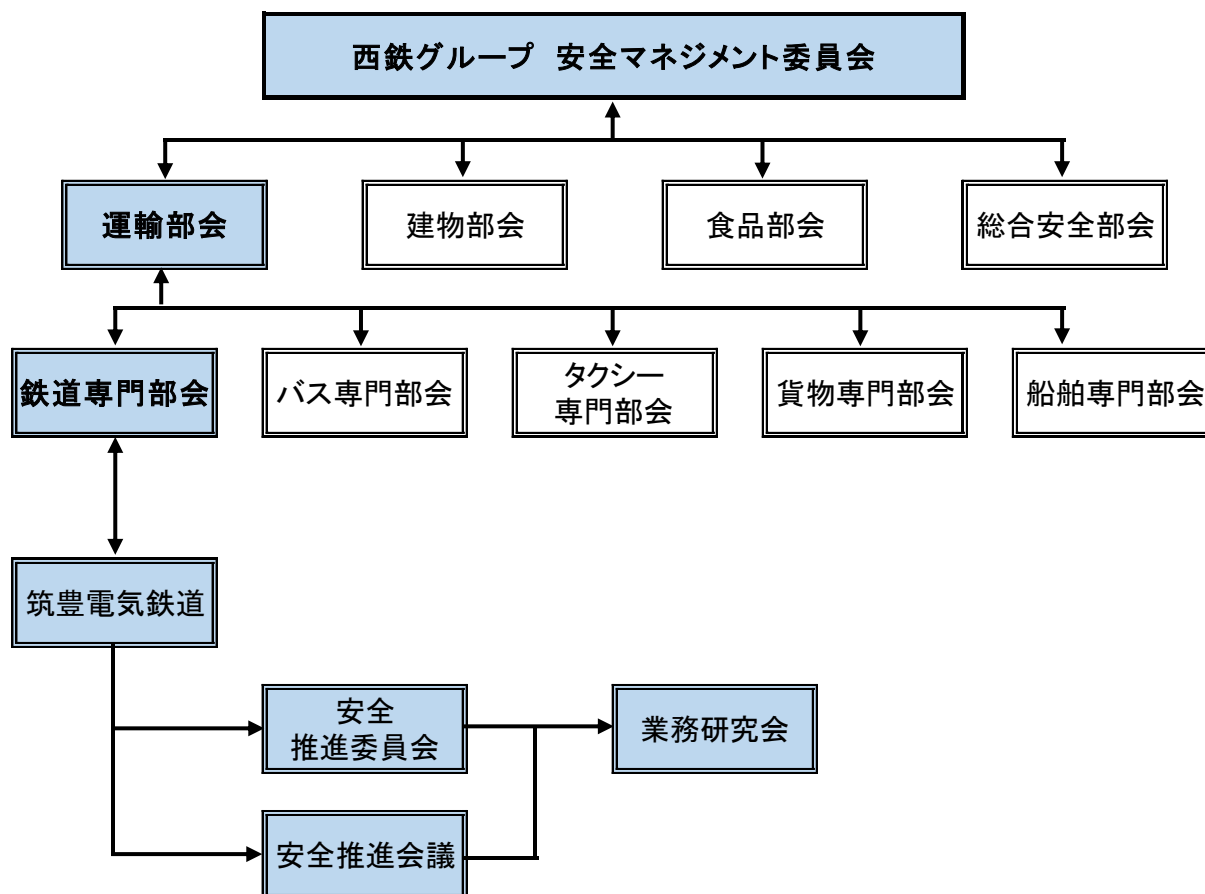 西鉄グループ 安全マネジメント委員会
運輸部会
建物部会
食品部会
総合安全部会
鉄道専門部会
バス専門部会
タクシー
専門部会
貨物専門部会
船舶専門部会
筑豊電気鉄道
安全
推進委員会
業務研究会
安全推進会議